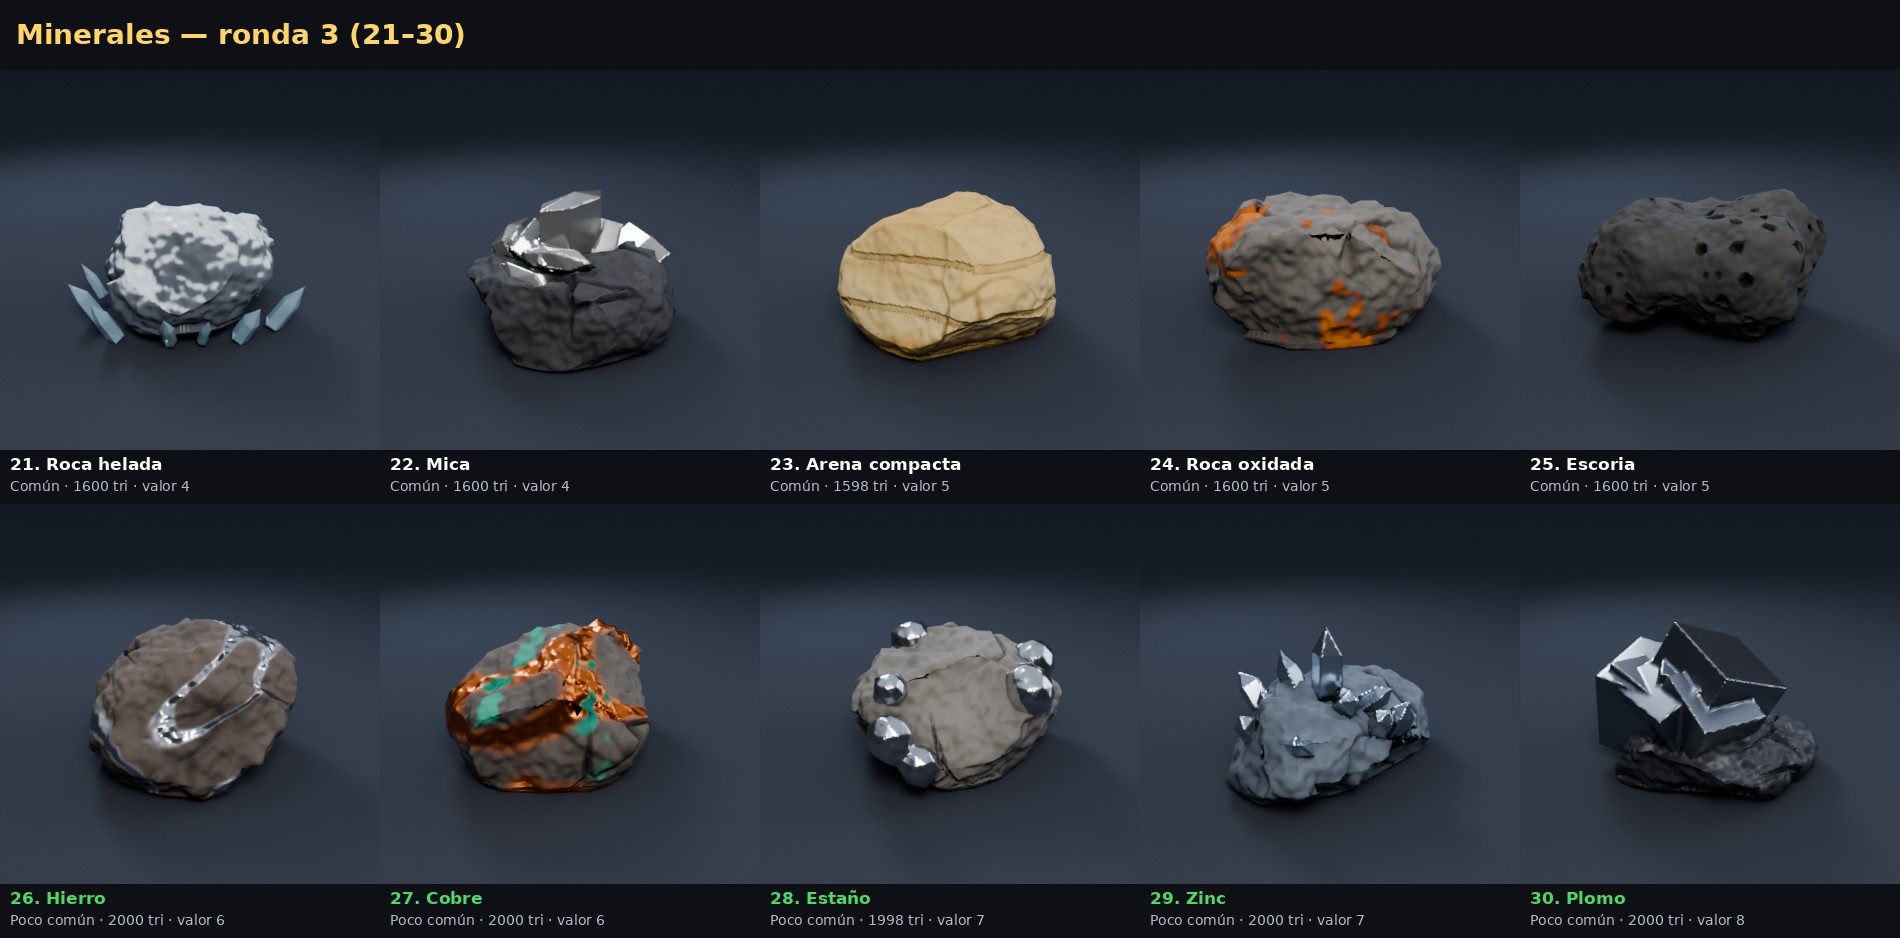 Minerales — ronda 3 (21–30)
21. Roca helada
Común · 1600 tri · valor 4
22. Mica
Común · 1600 tri · valor 4
23. Arena compacta
Común · 1598 tri · valor 5
24. Roca oxidada
Común · 1600 tri · valor 5
25. Escoria
Común · 1600 tri · valor 5
26. Hierro
Poco común · 2000 tri · valor 6
27. Cobre
Poco común · 2000 tri · valor 6
28. Estaño
Poco común · 1998 tri · valor 7
29. Zinc
Poco común · 2000 tri · valor 7
30. Plomo
Poco común · 2000 tri · valor 8